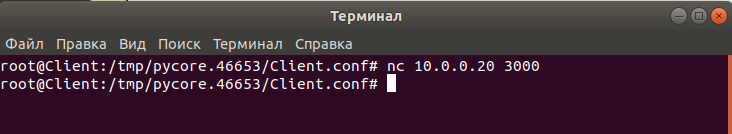 Терминал
Файл Правка Вид Поиск Терминал Справка
root@Client:/tmp/pycore.46653/Client.conf# nc 10.0.0.20 3000
root@Client:/tmp/pycore.46653/Client.conf#